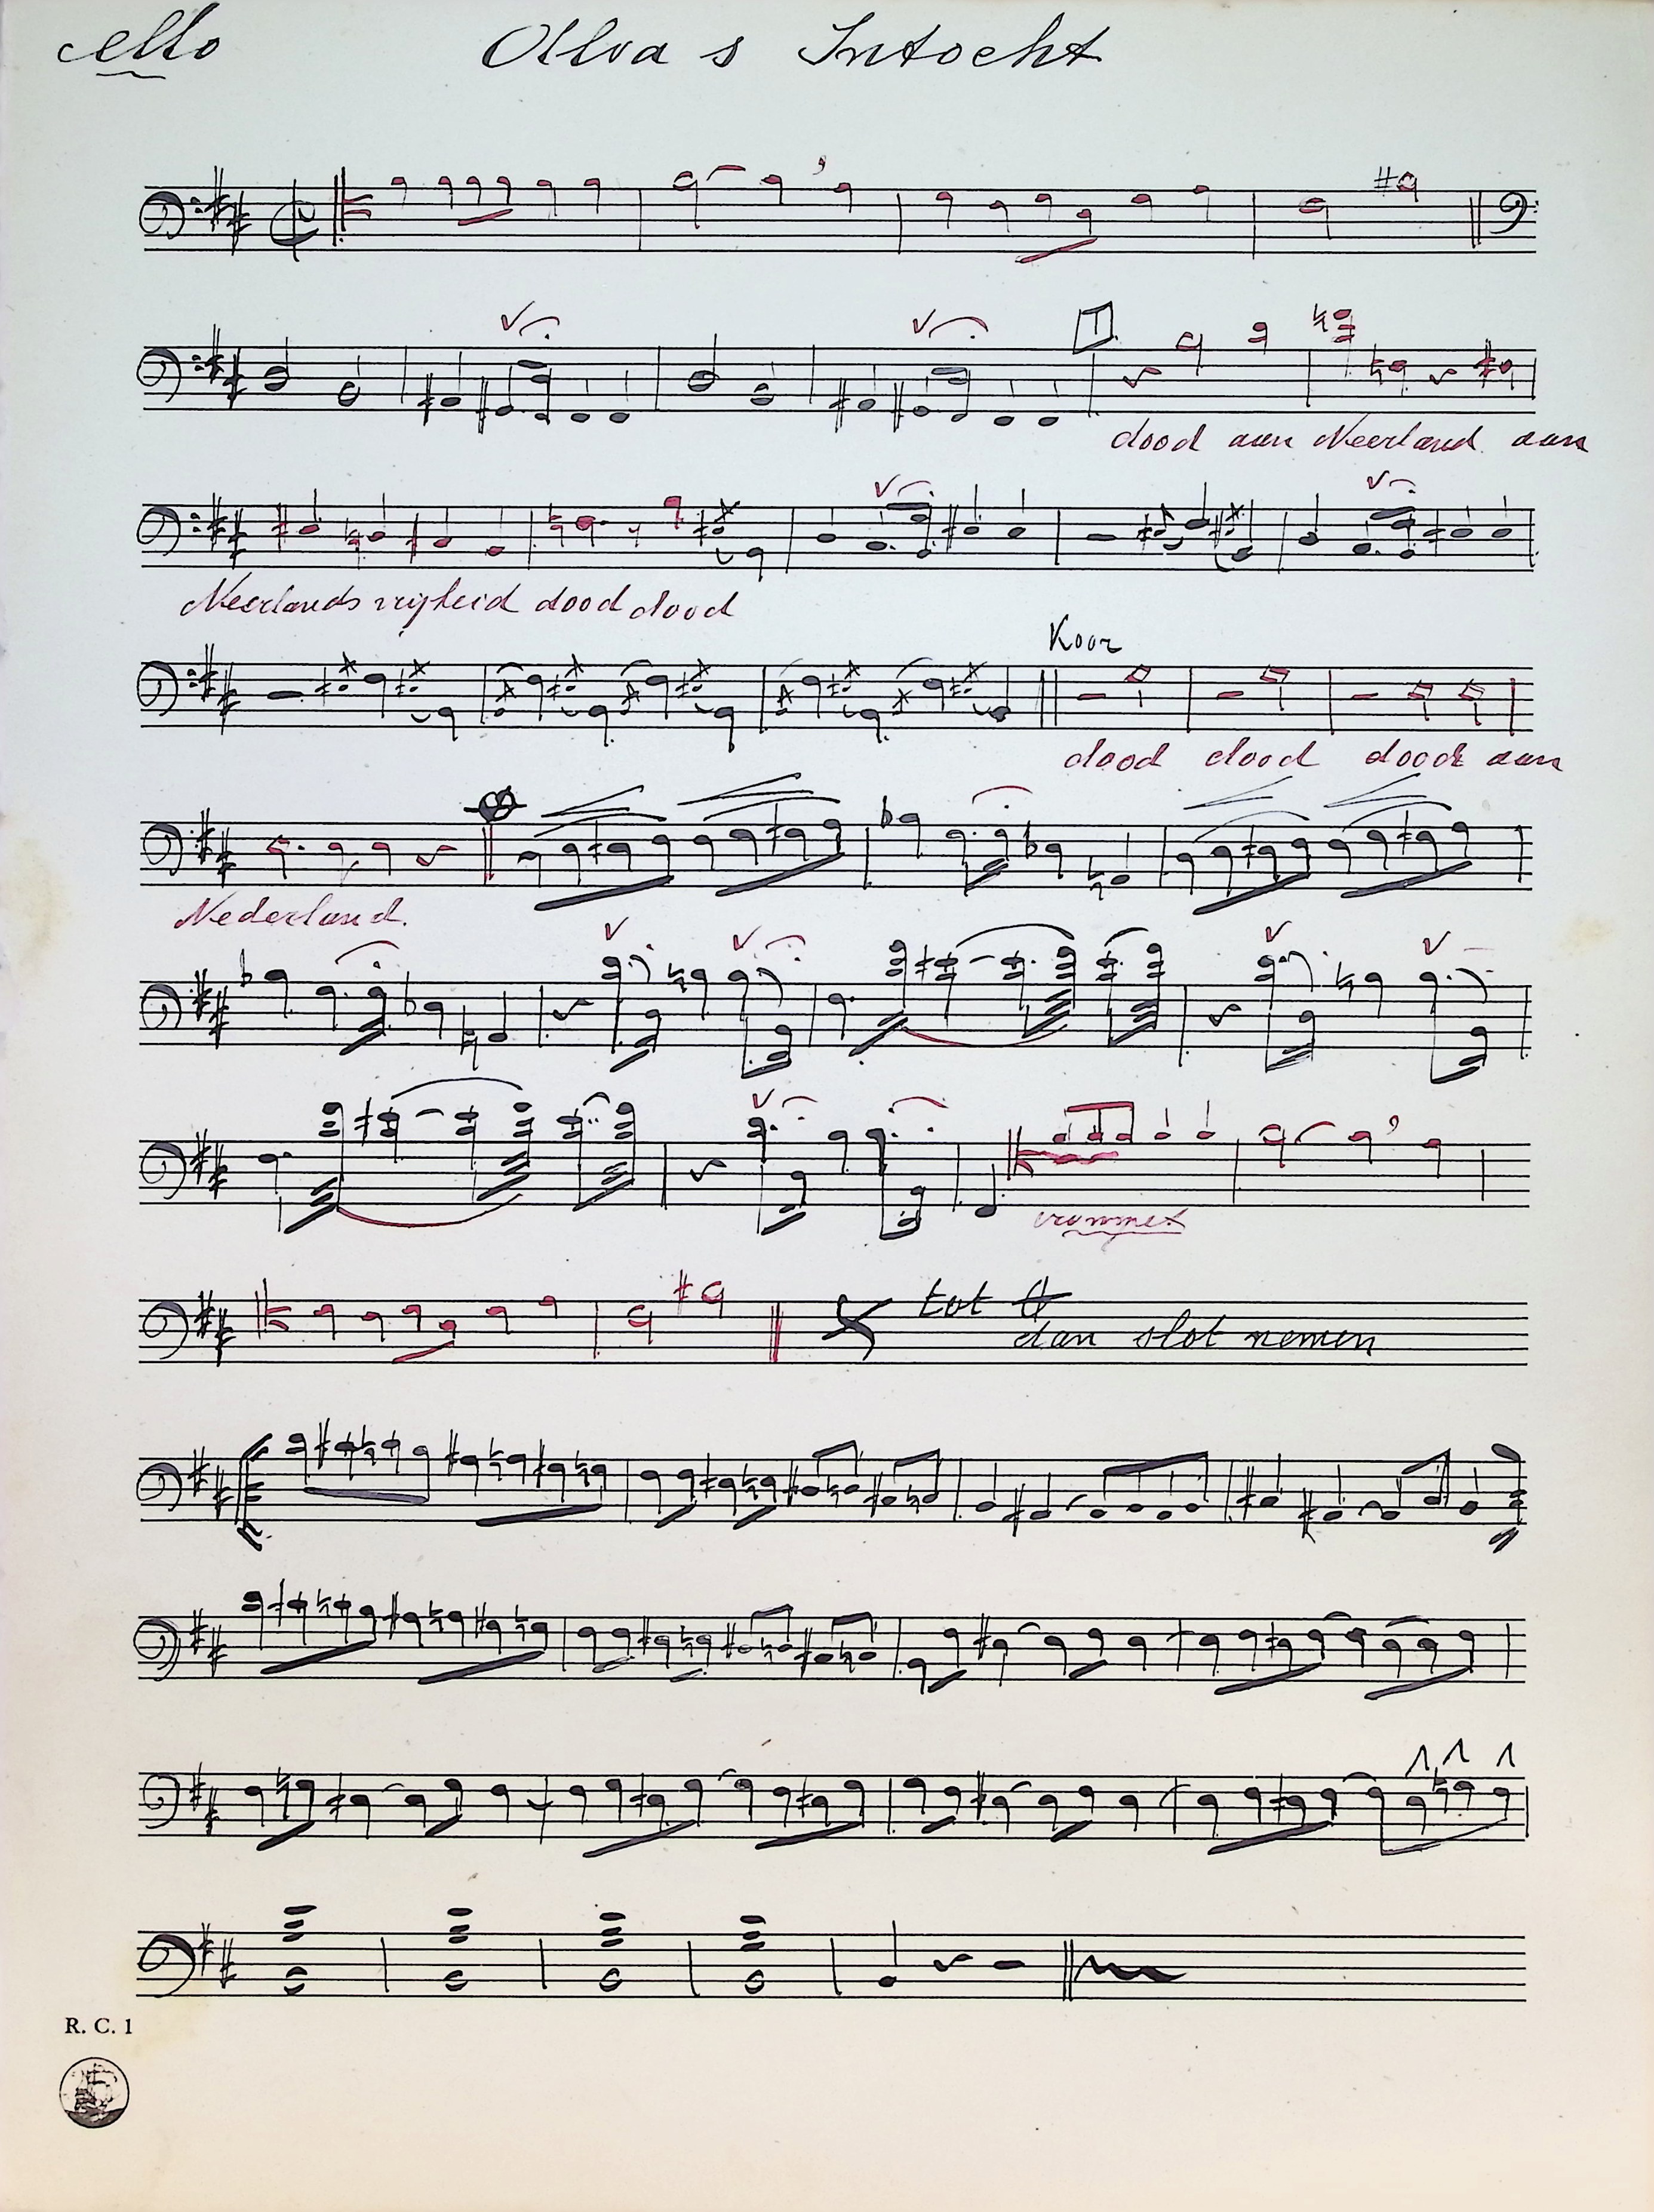 cello Alva s Intocht
dood aan Neerland aan
Neerlands vrijheid dood dood
Koor
dood dood dood aan
Nederland.
trompet
tot
dan slot nemen
R. C. 1